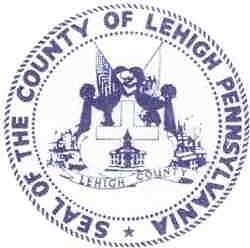 SEAL OF THE COUNTY OF LEHIGH PENNSYLVANIA
LEHIGH COUNTY